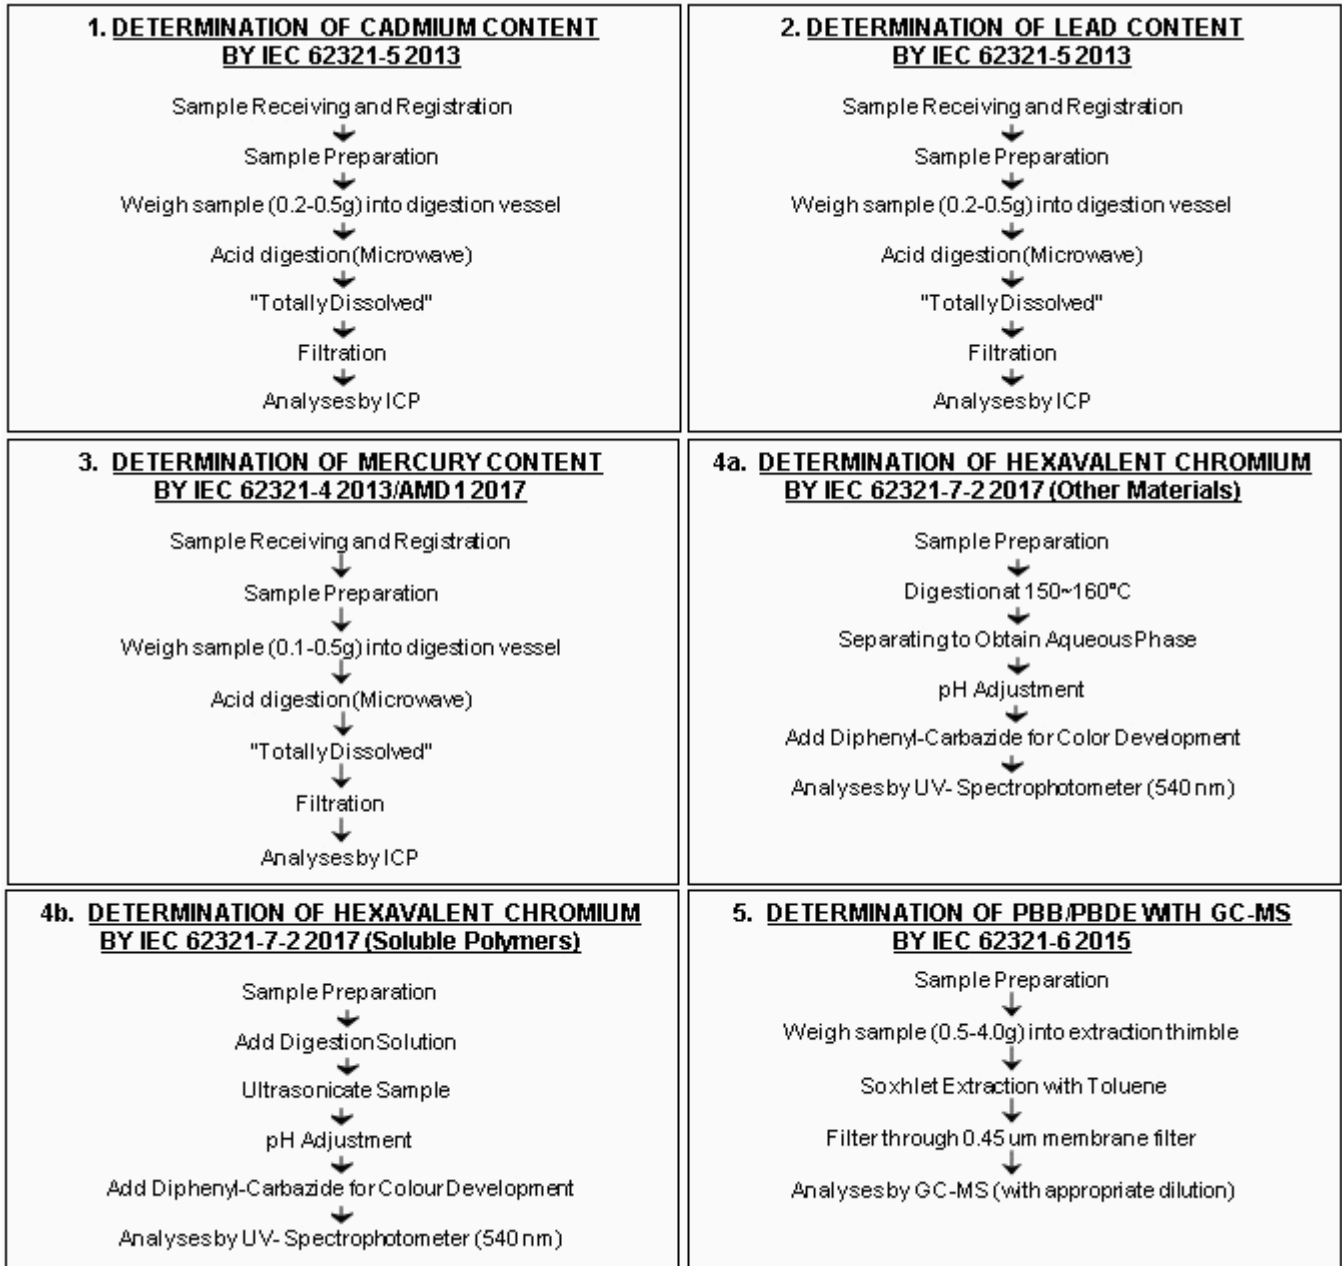 1. DETERMINATION OF CADMIUM CONTENT
BY IEC 62321-5 2013
Sample Receiving and Registration
Sample Preparation
Weigh sample (0.2-0.5g) into digestion vessel
Acid digestion (Microwave)
"Totally Dissolved"
Filtration
Analyses by ICP
2. DETERMINATION OF LEAD CONTENT
BY IEC 62321-5 2013
Sample Receiving and Registration
Sample Preparation
Weigh sample (0.2-0.5g) into digestion vessel
Acid digestion (Microwave)
"Totally Dissolved"
Filtration
Analyses by ICP
3. DETERMINATION OF MERCURY CONTENT
BY IEC 62321-4 2013/AMD1 2017
Sample Receiving and Registration
Sample Preparation
Weigh sample (0.1-0.5g) into digestion vessel
Acid digestion (Microwave)
"Totally Dissolved"
Filtration
Analyses by ICP
4a. DETERMINATION OF HEXAVALENT CHROMIUM
BY IEC 62321-7-2 2017 (Other Materials)
Sample Preparation
Digestion at 150~160°C
Separating to Obtain Aqueous Phase
pH Adjustment
Add Diphenyl-Carbazide for Color Development
Analyses by UV- Spectrophotometer (540 nm)
4b. DETERMINATION OF HEXAVALENT CHROMIUM
BY IEC 62321-7-2 2017 (Soluble Polymers)
Sample Preparation
Add Digestion Solution
Ultrasonicate Sample
pH Adjustment
Add Diphenyl-Carbazide for Colour Development
Analyses by UV- Spectrophotometer (540 nm)
5. DETERMINATION OF PBB/PBDE WITH GC-MS
BY IEC 62321-6 2015
Sample Preparation
Weigh sample (0.5-4.0g) into extraction thimble
Soxhlet Extraction with Toluene
Filter through 0.45 um membrane filter
Analyses by GC-MS (with appropriate dilution)